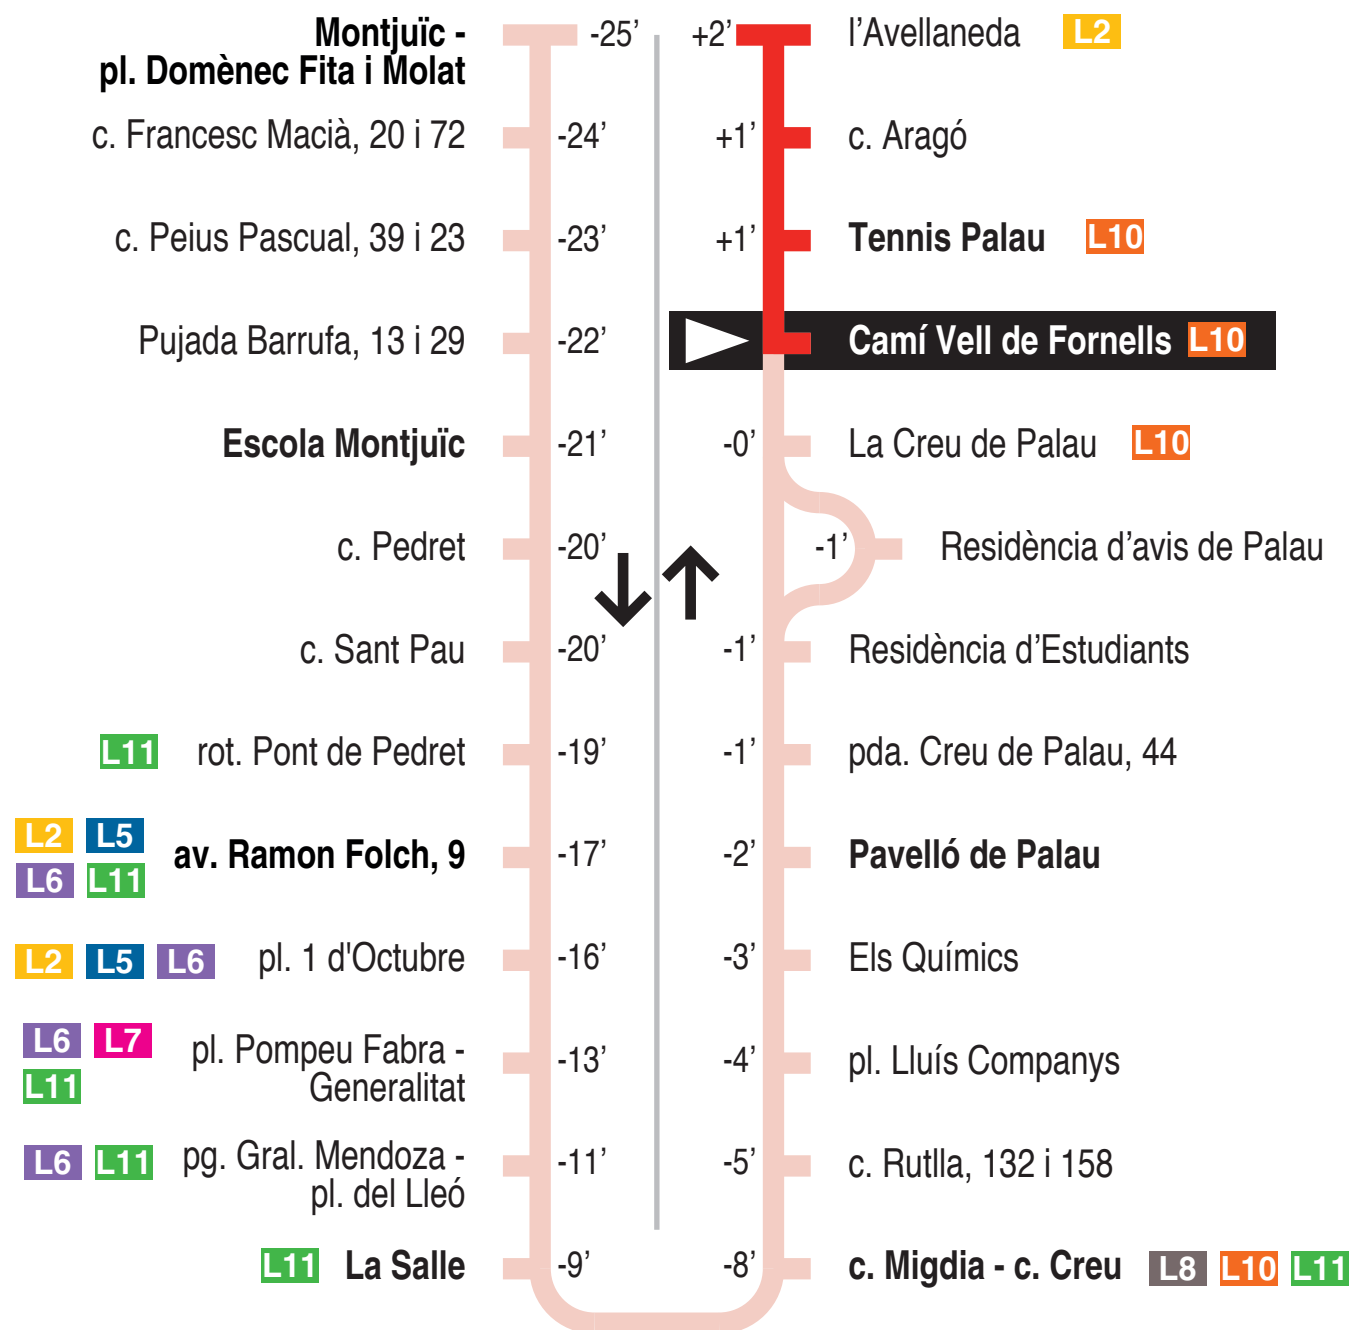 Montjuïc -
pl. Domènec Fita i Molat
-25’
c. Francesc Macià, 20 i 72
-24’
c. Peius Pascual, 39 i 23
-23’
Pujada Barrufa, 13 i 29
-22’
Escola Montjuïc
-21’
c. Pedret
-20’
c. Sant Pau
-20’
L11 rot. Pont de Pedret
-19’
L2 L5
L6 L11
av. Ramon Folch, 9
-17’
L2 L5 L6 pl. 1 d'Octubre
-16’
L6 L7
L11
pl. Pompeu Fabra -
Generalitat
-13’
L6 L11 pg. Gral. Mendoza -
pl. del Lleó
-11’
L11 La Salle
-9’
+2’
l’Avellaneda L2
+1’
c. Aragó
+1’
Tennis Palau L10
Camí Vell de Fornells L10
-0’
La Creu de Palau L10
-1’
Residència d’avis de Palau
-1’
Residència d’Estudiants
-1’
pda. Creu de Palau, 44
-2’
Pavelló de Palau
-3’
Els Químics
-4’
pl. Lluís Companys
-5’
c. Rutlla, 132 i 158
-8’
c. Migdia - c. Creu L8 L10 L11